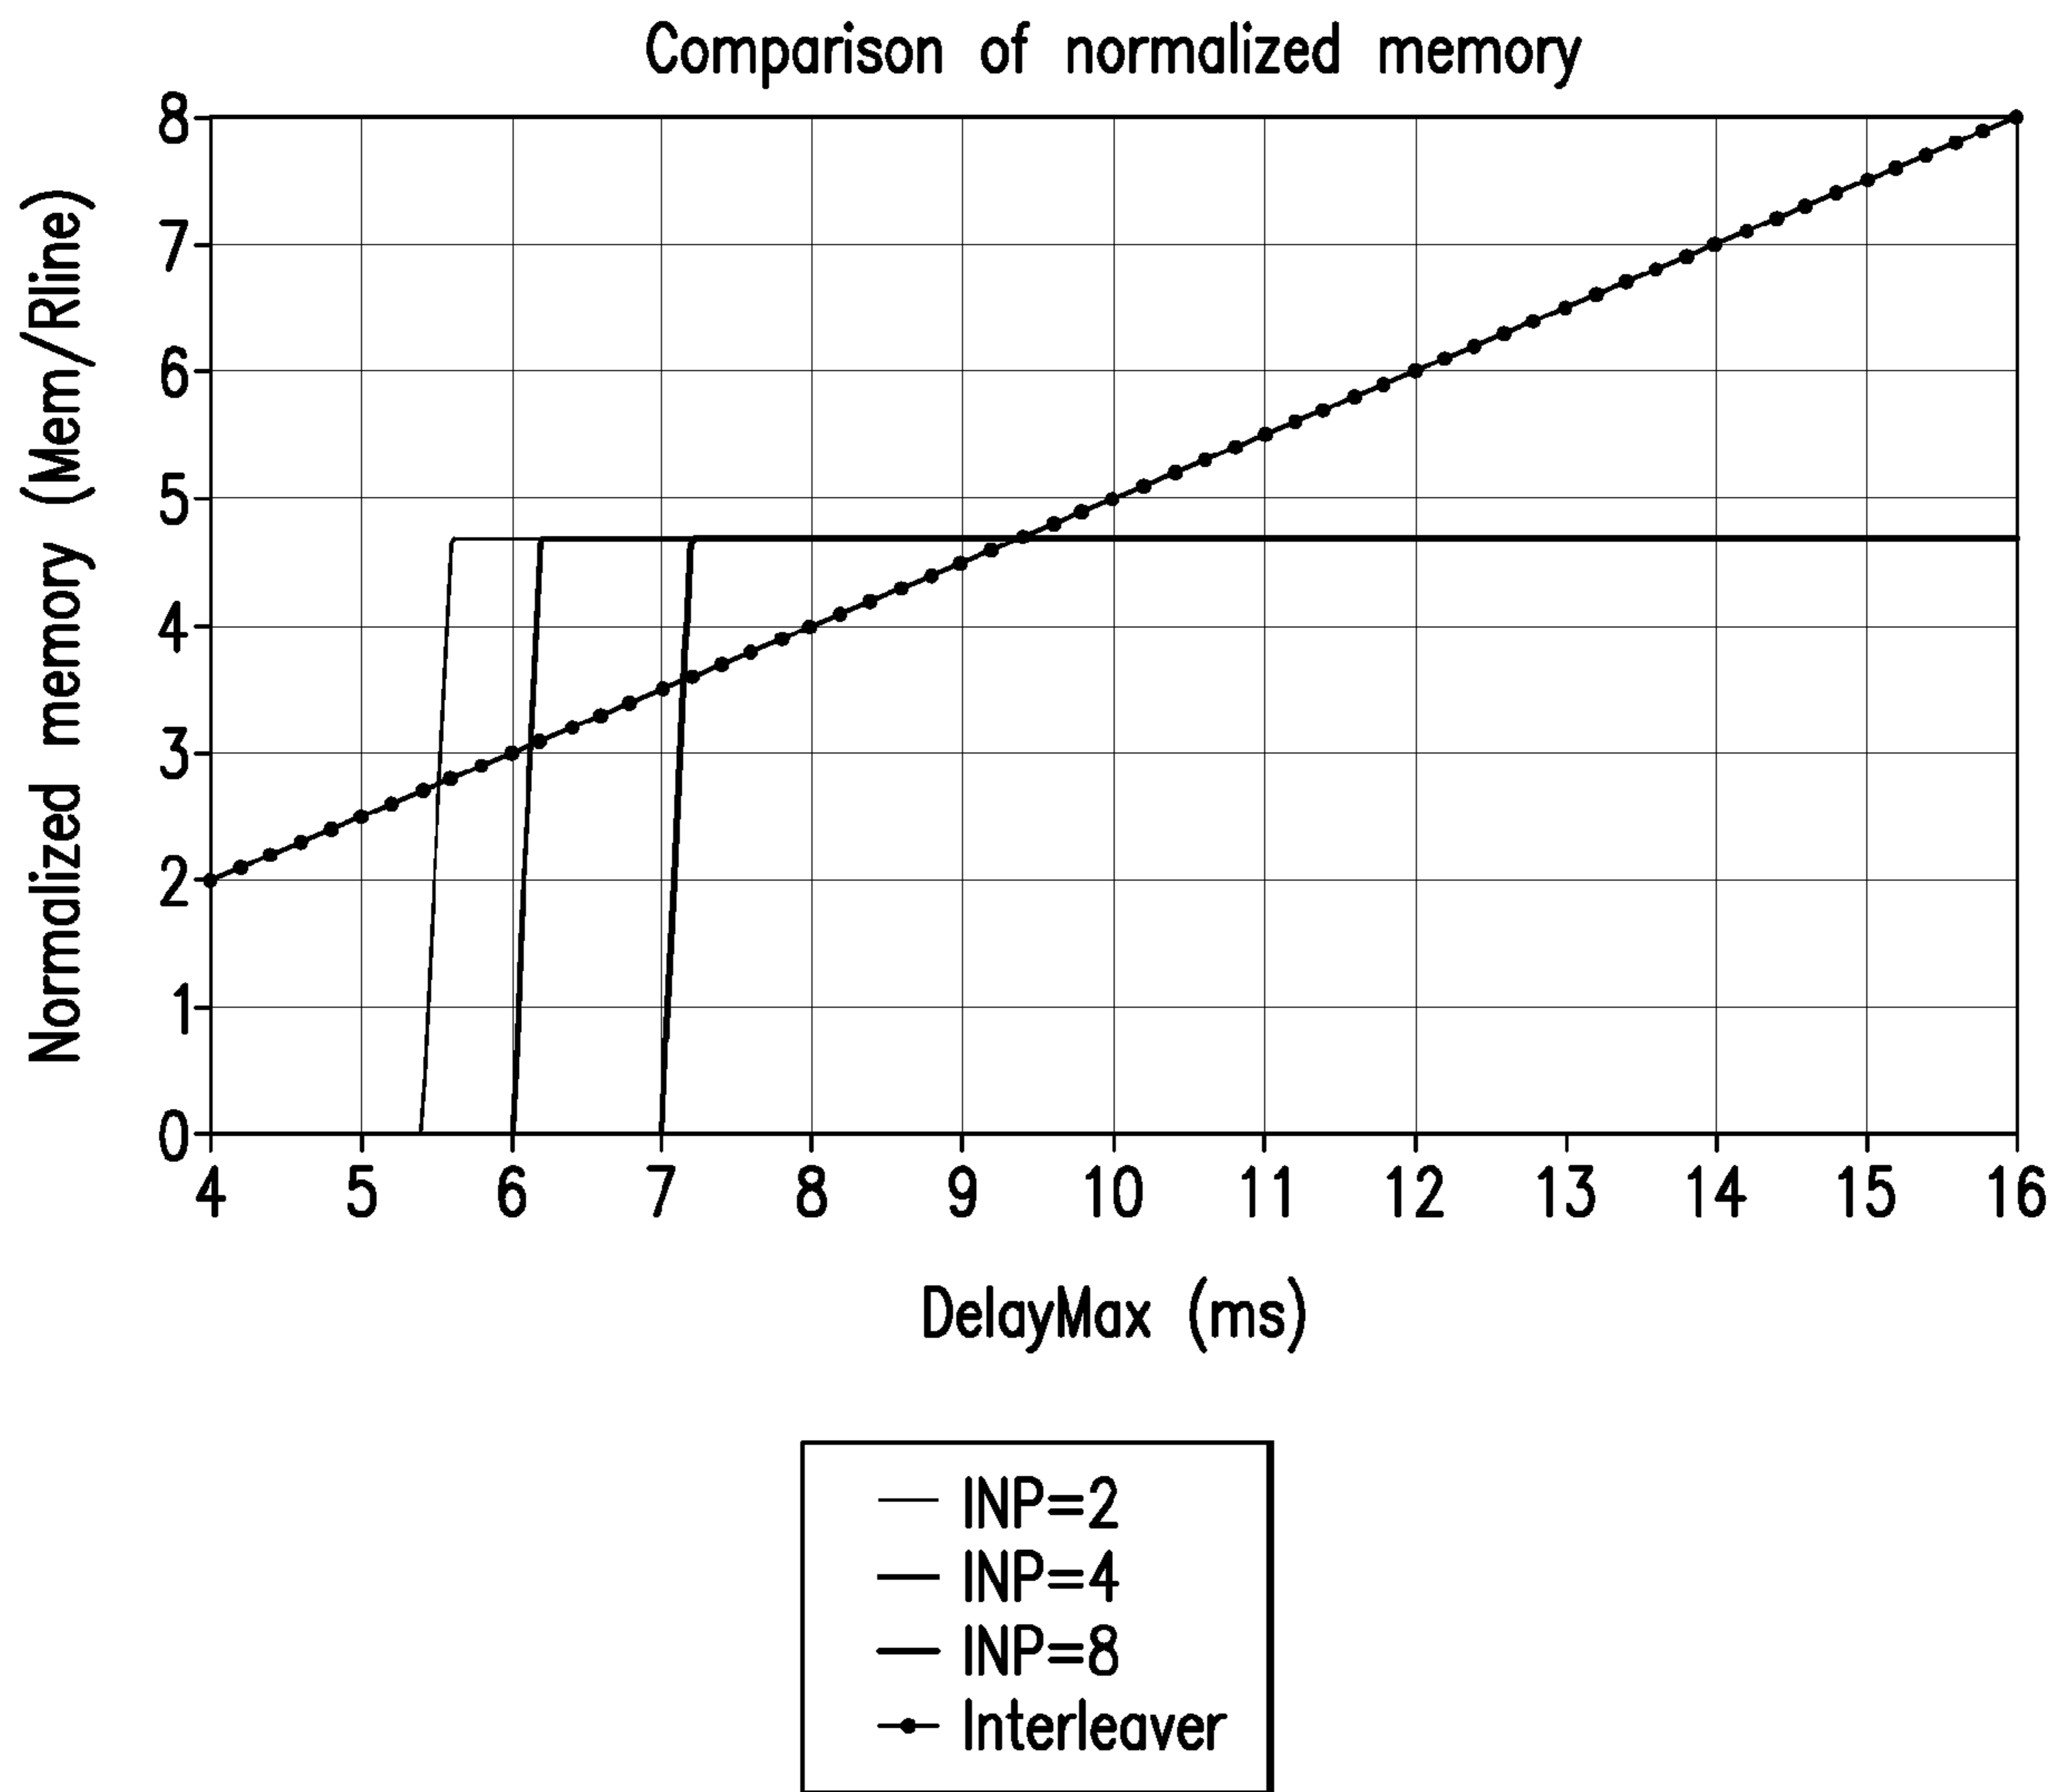 Comparison of normalized memory
Normalized memory (Mem/Rline)
8
7
6
5
4
3
2
1
0
4 5 6 7 8 9 10 11 12 13 14 15 16
DelayMax (ms)
INP=2
INP=4
INP=8
Interleaver